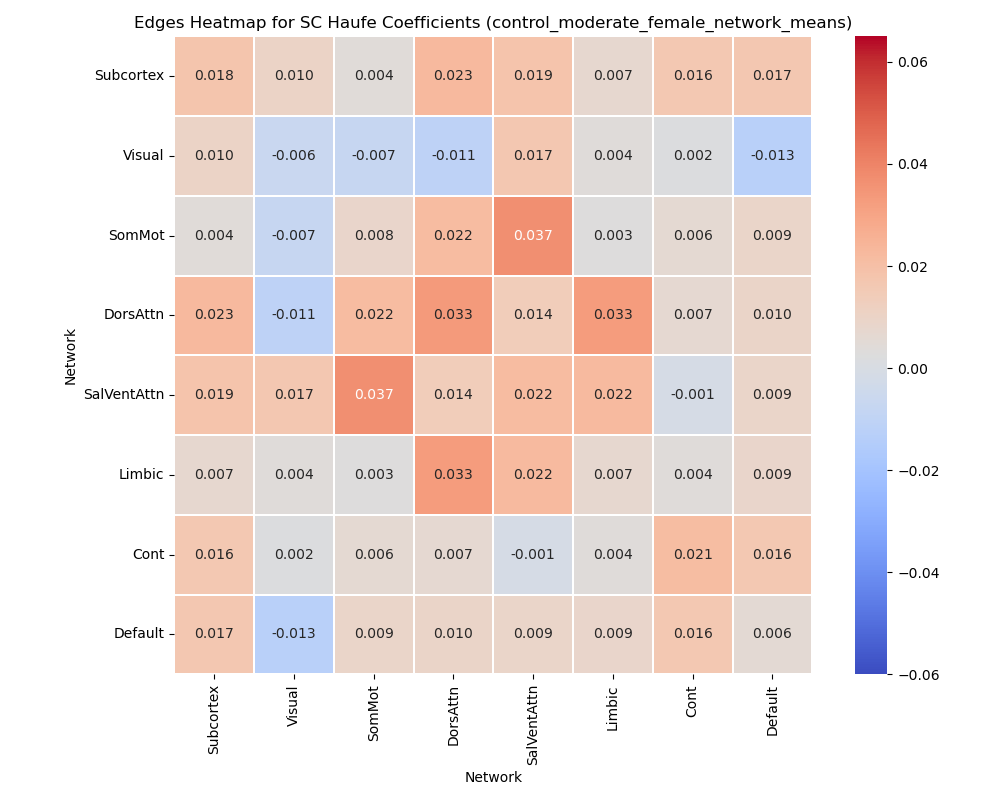 Edges Heatmap for SC Haufe Coefficients (control_moderate_female_network_means)
Subcortex 0.018 0.010 0.004 0.023 0.019 0.007 0.016 0.017
Visual 0.010 -0.006 -0.007 -0.011 0.017 0.004 0.002 -0.013
SomMot 0.004 -0.007 0.008 0.022 0.037 0.003 0.006 0.009
DorsAttn 0.023 -0.011 0.022 0.033 0.014 0.033 0.007 0.010
SalVentAttn 0.019 0.017 0.037 0.014 0.022 0.022 -0.001 0.009
Limbic 0.007 0.004 0.003 0.033 0.022 0.007 0.004 0.009
Cont 0.016 0.002 0.006 0.007 -0.001 0.004 0.021 0.016
Default 0.017 -0.013 0.009 0.010 0.009 0.009 0.016 0.006
Network
Subcortex Visual SomMot DorsAttn SalVentAttn Limbic Cont Default
Network
0.06
0.04
0.02
0.00
−0.02
−0.04
−0.06